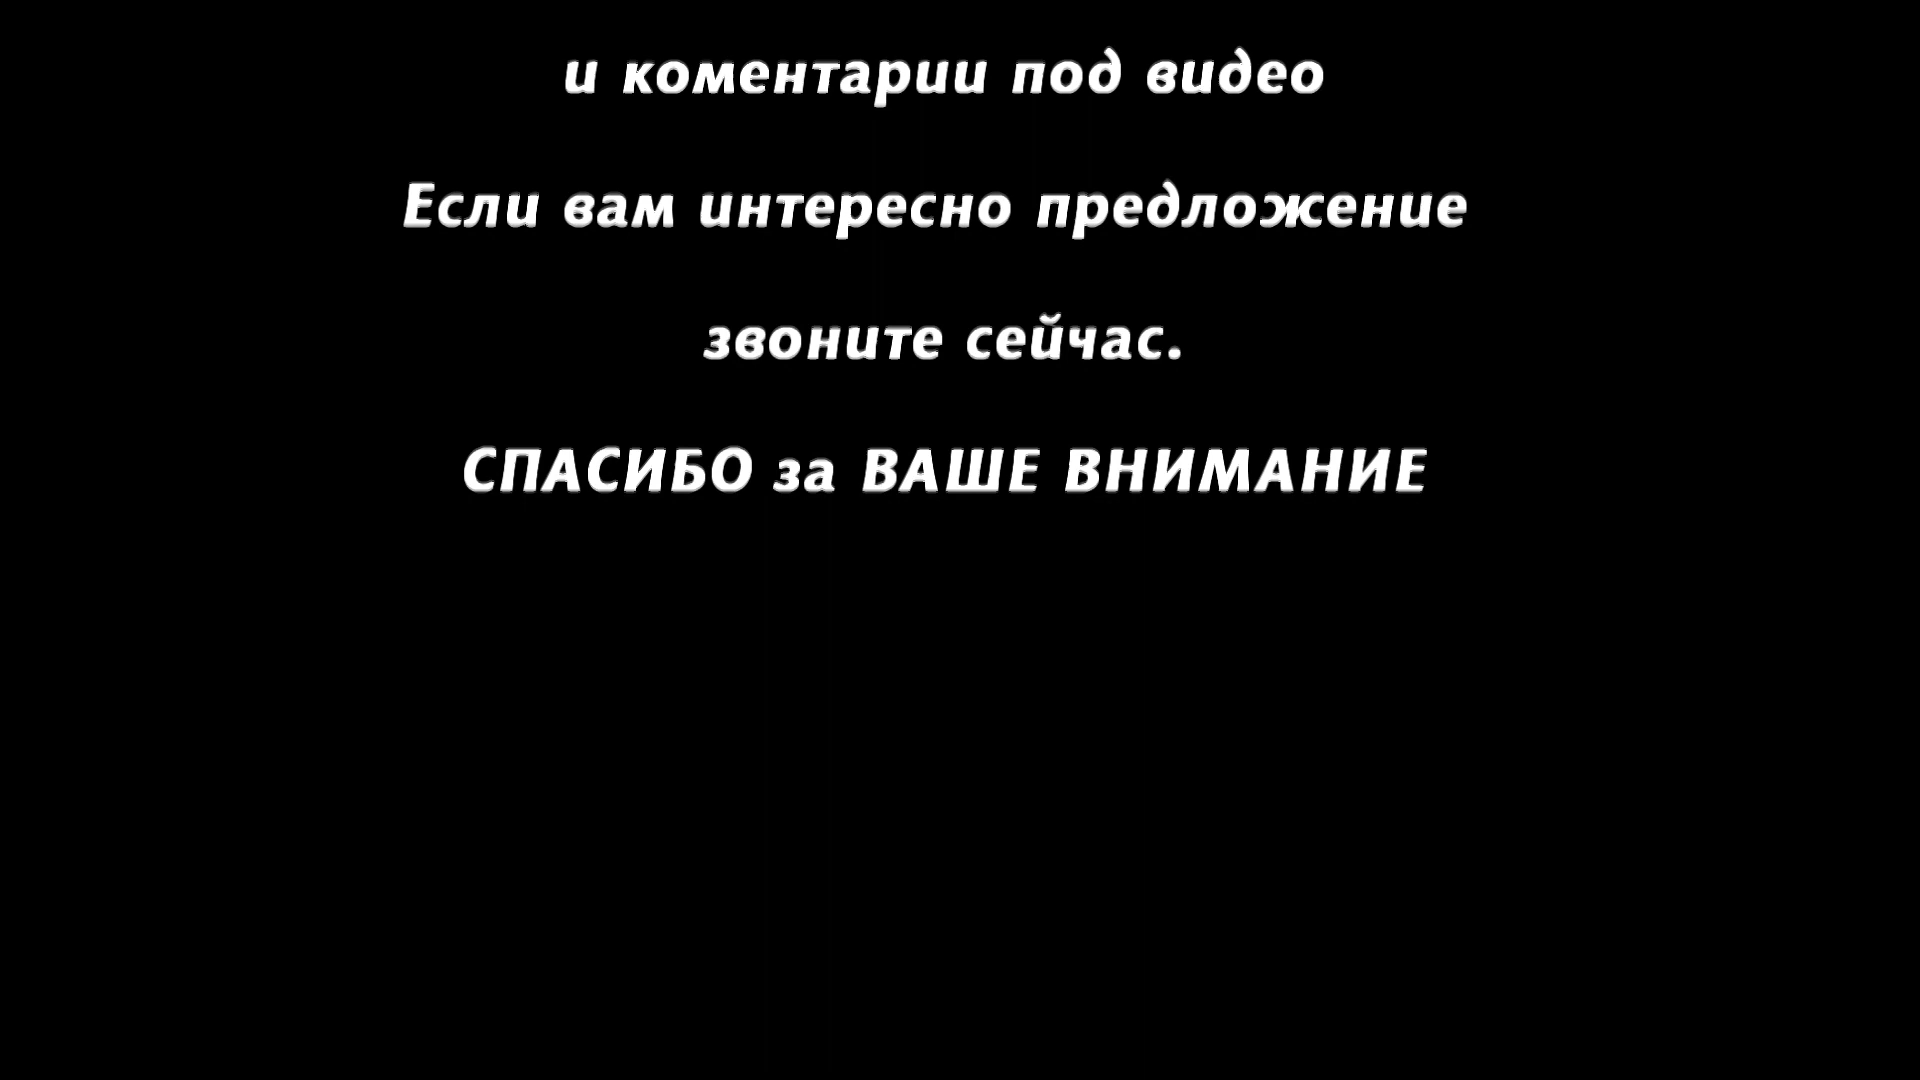 и коментарии под видео
Если вам интересно предложение
звоните сейчас.
СПАСИБО за ВАШЕ ВНИМАНИЕ